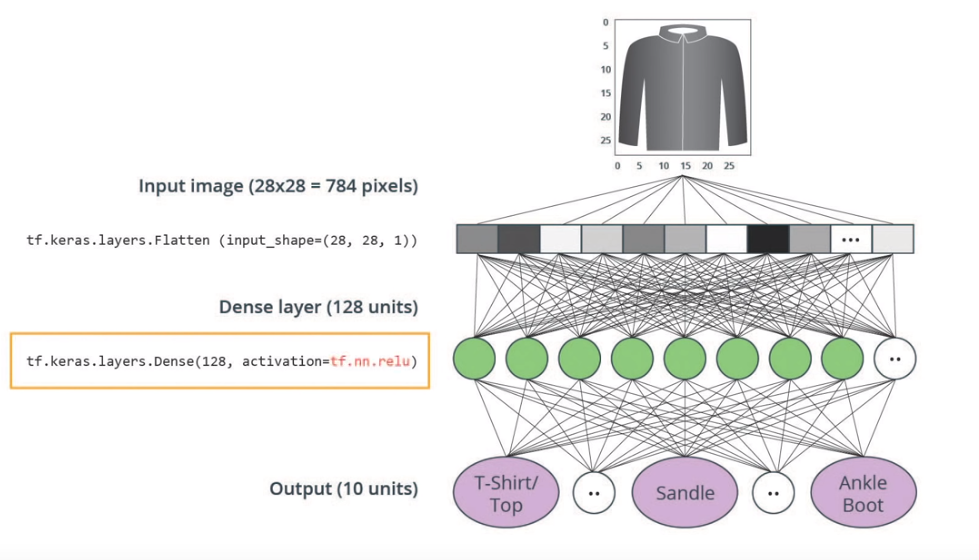 0
5
10
15
20
25
0 5 10 15 20 25
Input image (28x28 = 784 pixels)
tf.keras.layers.Flatten (input_shape=(28, 28, 1))
...
Dense layer (128 units)
tf.keras.layers.Dense(128, activation=tf.nn.relu)
..
Output (10 units)
T-Shirt/
Top
..
Sandle
..
Ankle
Boot